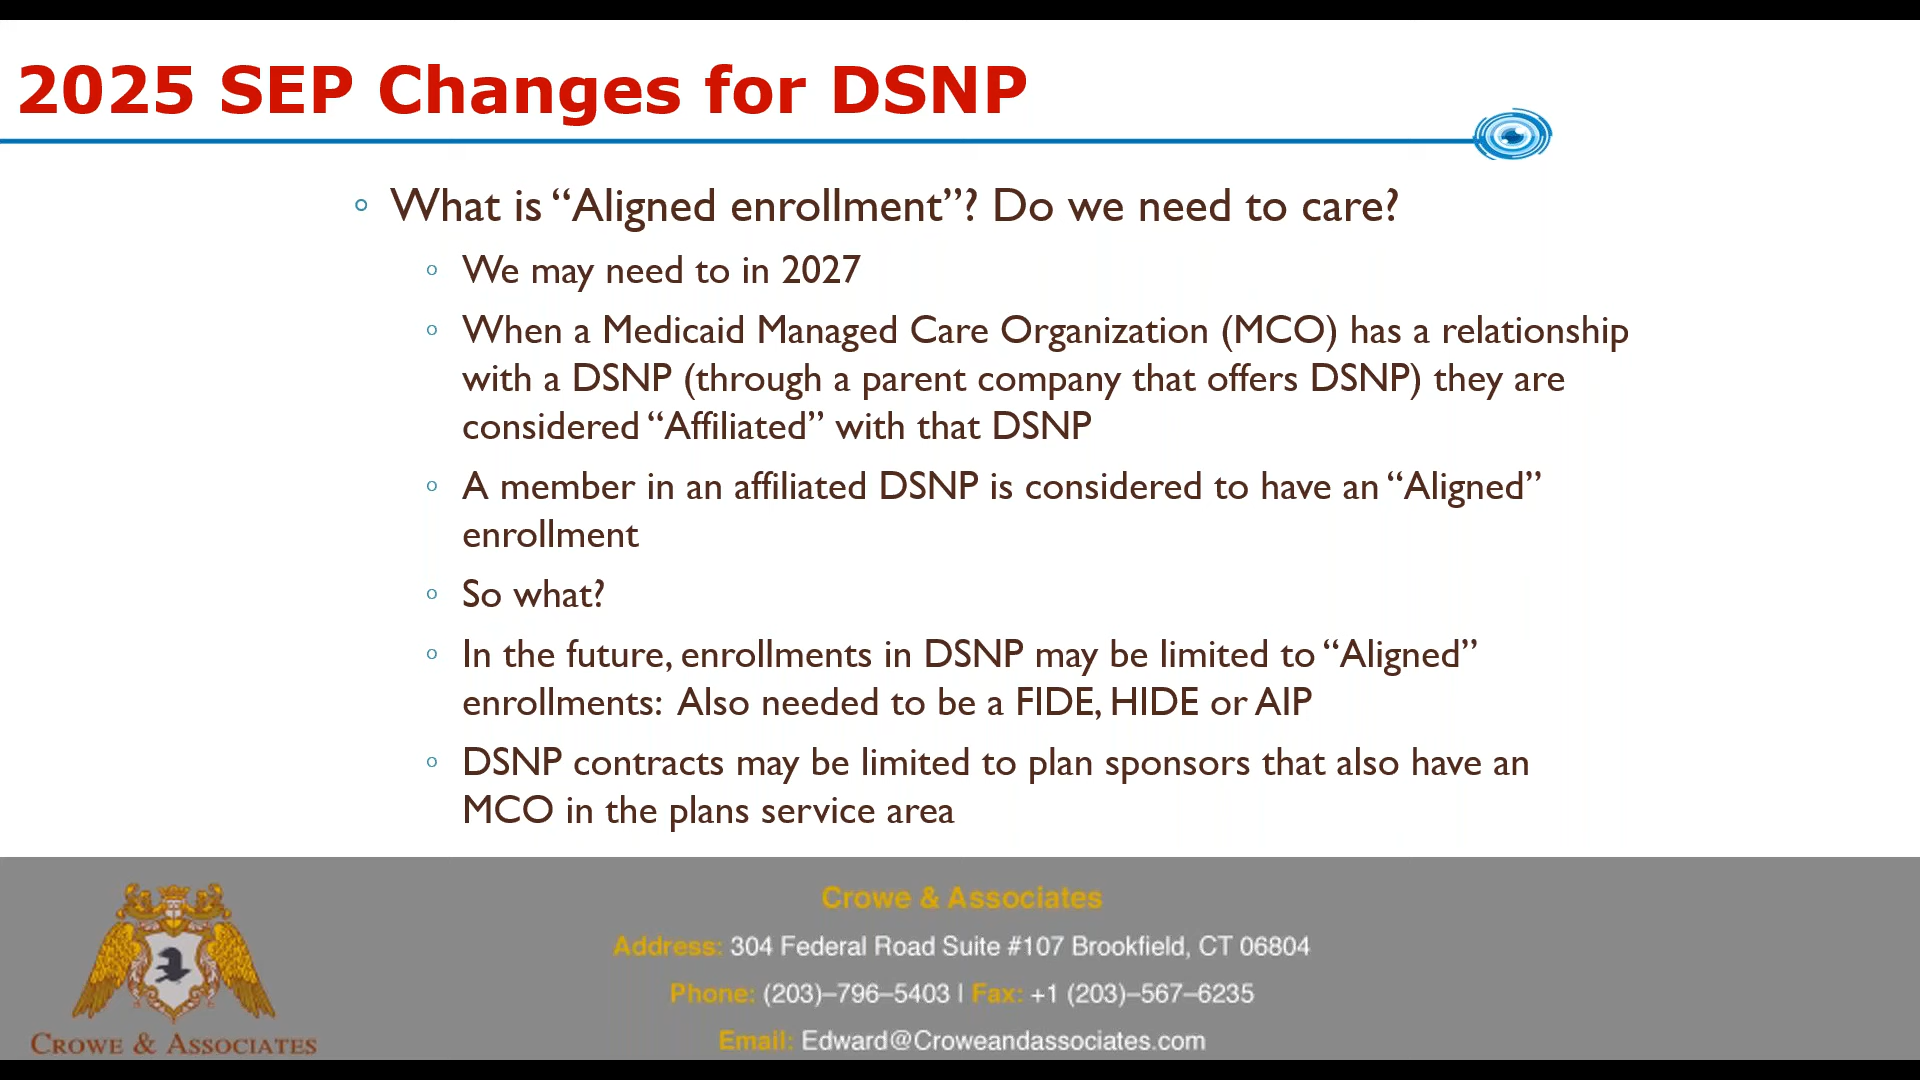 2025 SEP Changes for DSNP
What is “Aligned enrollment”? Do we need to care?
We may need to in 2027
When a Medicaid Managed Care Organization (MCO) has a relationship
with a DSNP (through a parent company that offers DSNP) they are
considered “Affiliated” with that DSNP
A member in an affiliated DSNP is considered to have an “Aligned”
enrollment
So what?
In the future, enrollments in DSNP may be limited to “Aligned”
enrollments:  Also needed to be a FIDE, HIDE or AIP
DSNP contracts may be limited to plan sponsors that also have an
MCO in the plans service area
Crowe & Associates
Address: 304 Federal Road Suite #107 Brookfield, CT 06804
Phone: (203)–796–5403 | Fax: +1 (203)–567–6235
Email: Edward@Croweandassociates.com
CROWE & ASSOCIATES